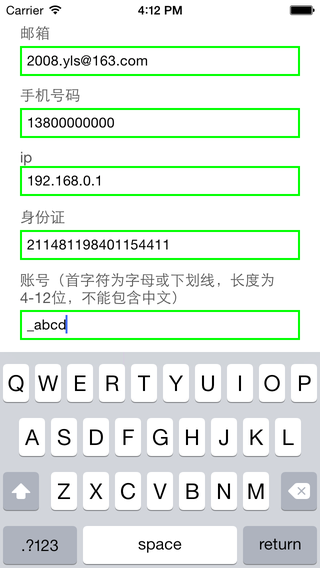 Carrier 4:12 PM
邮箱
2008.yls@163.com
手机号码
13800000000
ip
192.168.0.1
身份证
211481198401154411
账号（首字符为字母或下划线，长度为
4-12位，不能包含中文）
_abcd
Q W E R T Y U I O P
A S D F G H J K L
Z X C V B N M
.?123 space return